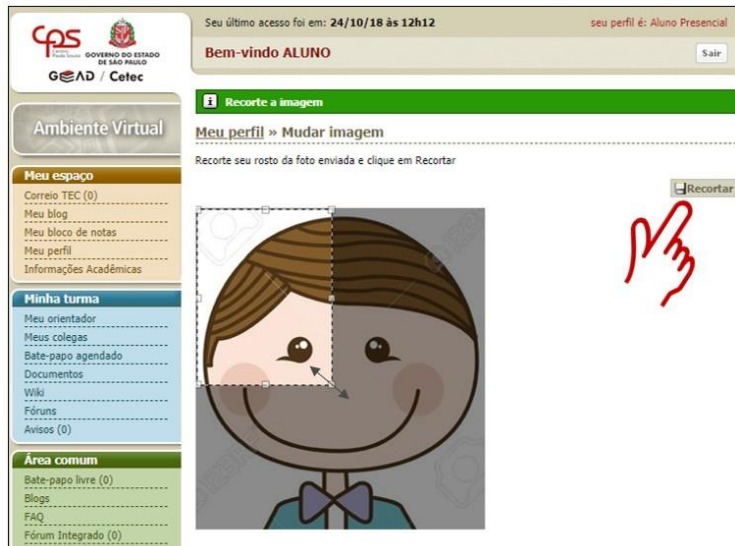 cps
GOVERNO DO ESTADO
DE SÃO PAULO
GEAD / Cetec
Seu último acesso foi em: 24/10/18 às 12h12
seu perfil é: Aluno Presencial
Bem-vindo ALUNO
Sair
Ambiente Virtual
Meu espaço
Correio TEC (0)
Meu blog
Meu bloco de notas
Meu perfil
Informações Acadêmicas
Minha turma
Meu orientador
Meus colegas
Bate-papo agendado
Documentos
Wiki
Fóruns
Avisos (0)
Área comum
Bate-papo livre (0)
Blogs
FAQ
Fórum Integrado (0)
i Recorte a imagem
Meu perfil » Mudar imagem
Recorte seu rosto da foto enviada e clique em Recortar
Recortar